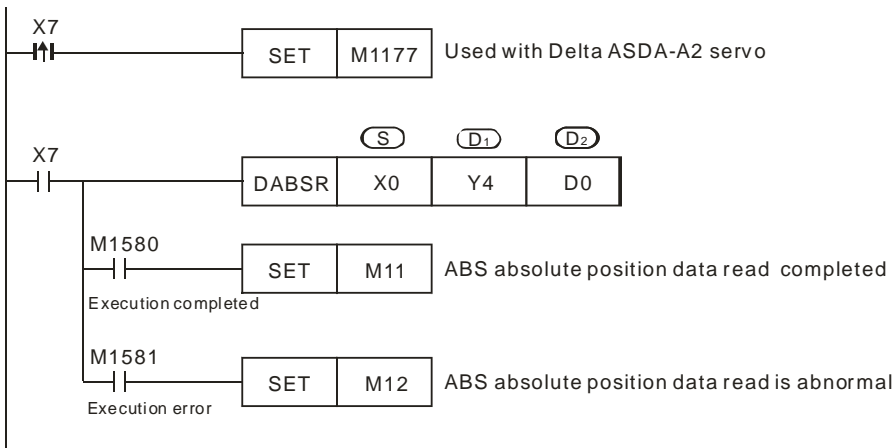 X7
SET M1177 Used with Delta ASDA-A2 servo
S D1 D2
X7
DABSR X0 Y4 D0
M1580
SET M11 ABS absolute position data read completed
Execution completed
M1581
SET M12 ABS absolute position data read is abnormal
Execution error